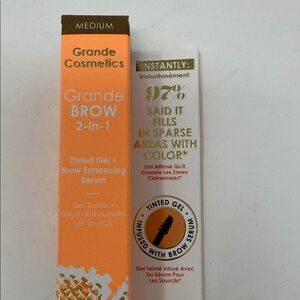 MEDIUM
Grande
Cosmetics
Grande
BROW
2-in-1
Tinted Gel •
Brow Enhancing
Serum
Gel Teinté •
Sérum Rehaussant
Les Sourcils
INSTANTLY:
Instantanément:
97%
SAID IT
FILLS
IN SPARSE
AREAS WITH
COLOR*
Ont Affirmé Qu'il
Comble Les Zones
Clairsemées*
• TINTED GEL •
INFUSED WITH BROW SERUM
Gel Teinté Infusé Avec
Du Sérum Pour
Les Sourcils*